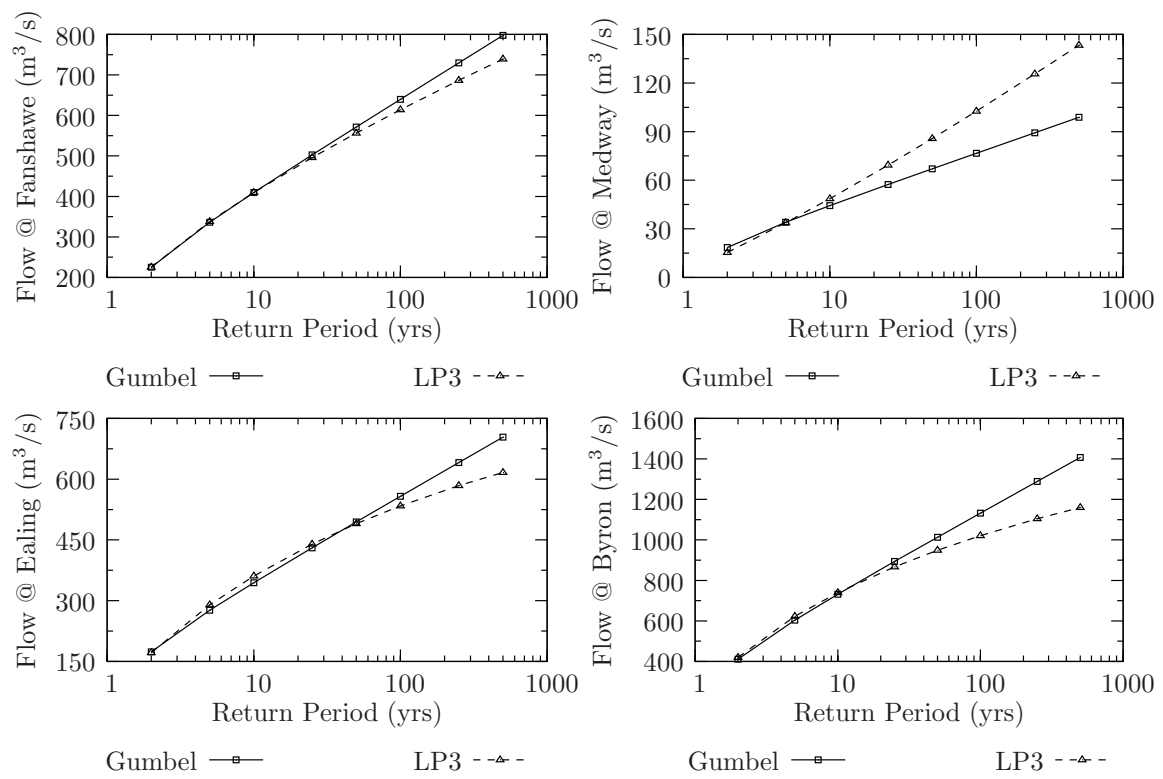 Flow @ Fanshawe (m³/s)
800
700
600
500
400
300
200
1
10
100
1000
Return Period (yrs)
Gumbel
LP3
Flow @ Medway (m³/s)
150
120
90
60
30
0
1
10
100
1000
Return Period (yrs)
Gumbel
LP3
Flow @ Ealing (m³/s)
750
600
450
300
150
1
10
100
1000
Return Period (yrs)
Gumbel
LP3
Flow @ Byron (m³/s)
1600
1400
1200
1000
800
600
400
1
10
100
1000
Return Period (yrs)
Gumbel
LP3